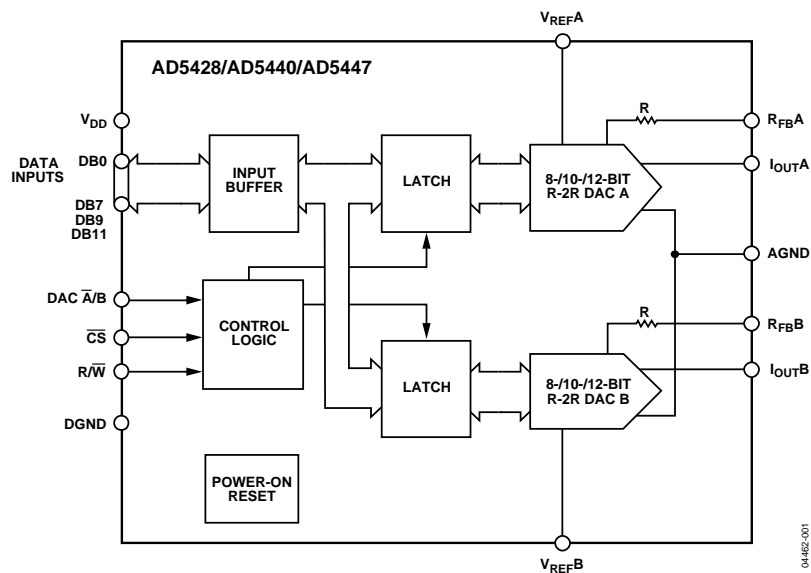 VREFA
AD5428/AD5440/AD5447
VDD
R
RFBA
DATA
INPUTS
DB0
DB7
DB9
DB11
INPUT
BUFFER
LATCH
8-/10-/12-BIT
R-2R DAC A
IOUTA
AGND
DAC A̅/B
C̅S̅
R/W̅
CONTROL
LOGIC
R
RFBB
LATCH
8-/10-/12-BIT
R-2R DAC B
IOUTB
DGND
POWER-ON
RESET
VREFB
04462-001